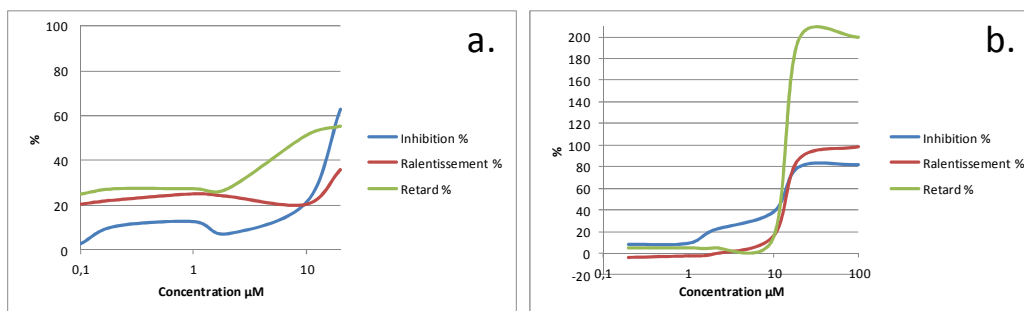 a.
100
80
60
40
20
0
%
0,1 1 10
Concentration µM
Inhibition %
Ralentissement %
Retard %
b.
200
180
160
140
120
100
80
60
40
20
0
-20
%
0,1 1 10 100
Concentration µM
Inhibition %
Ralentissement %
Retard %